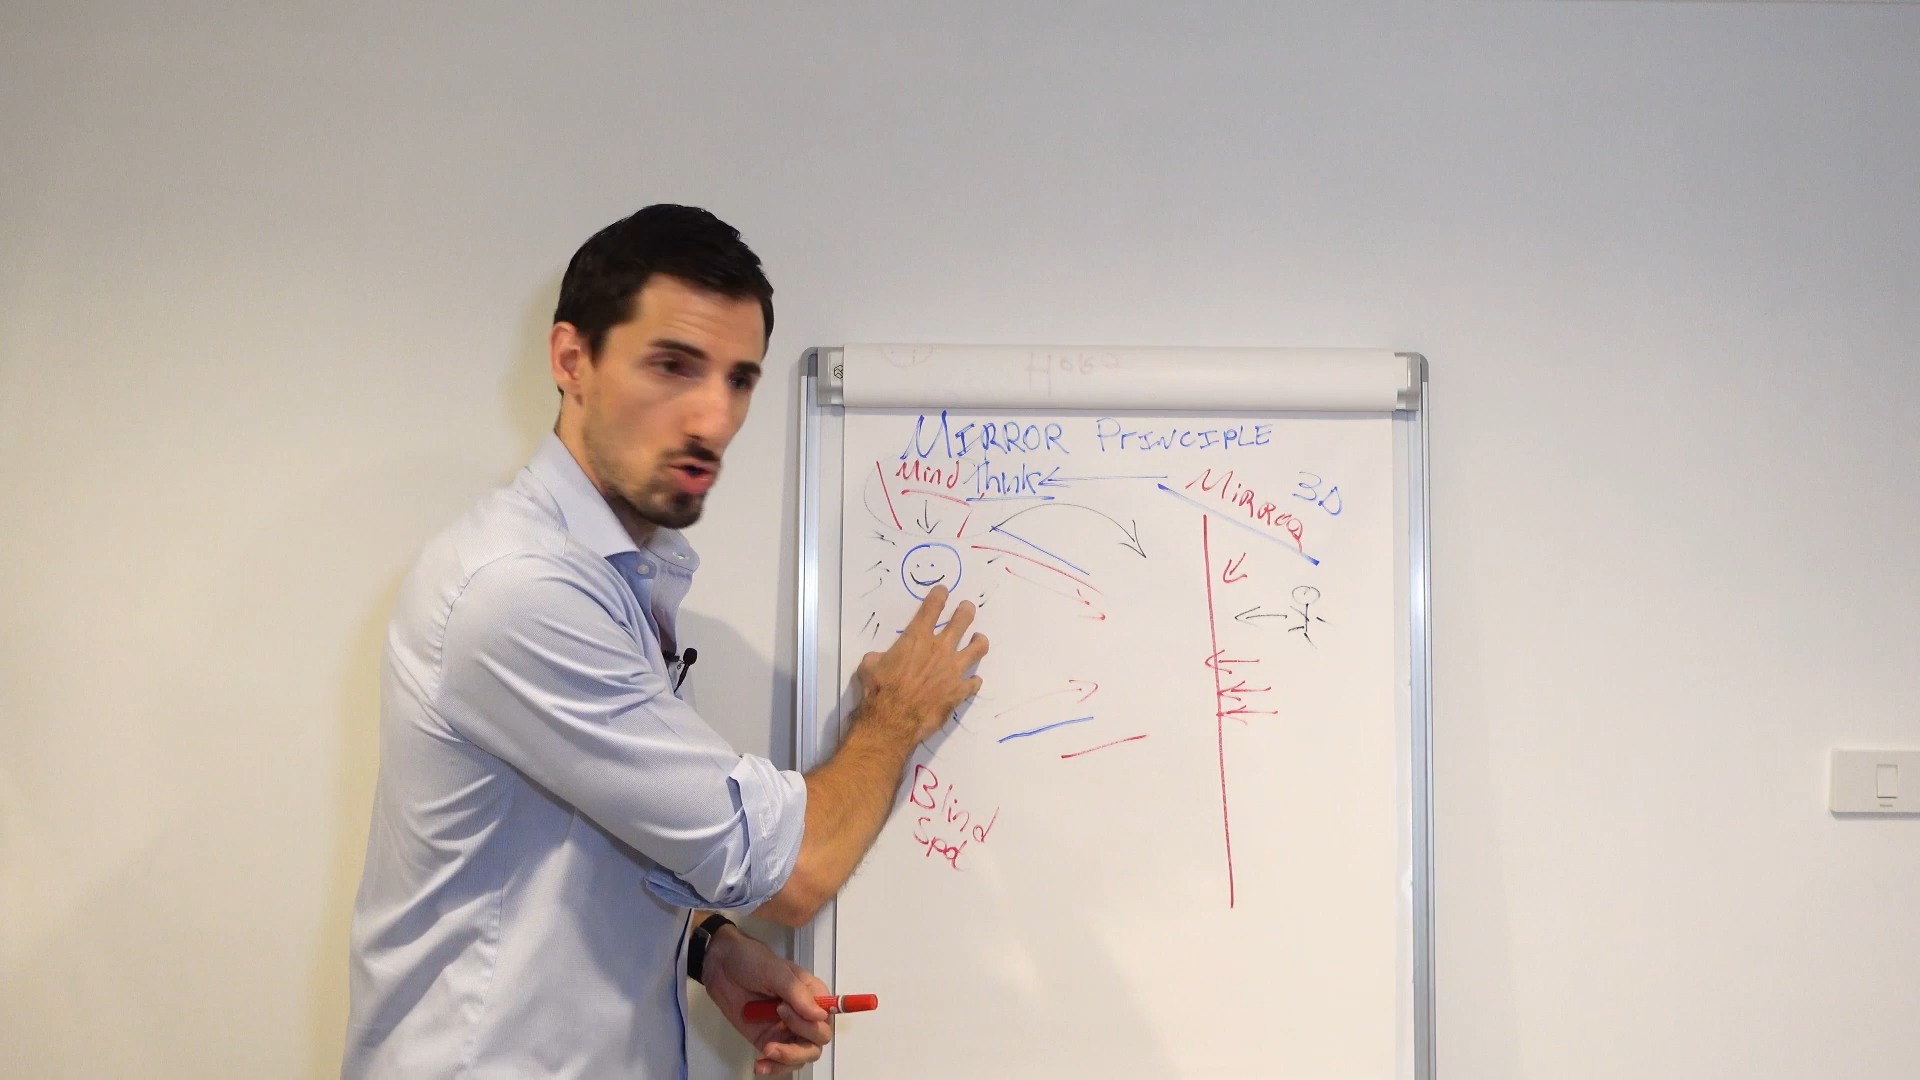 MIRROR PRINCIPLE
Mind Think
MIRROR 3D
Blind
Spot